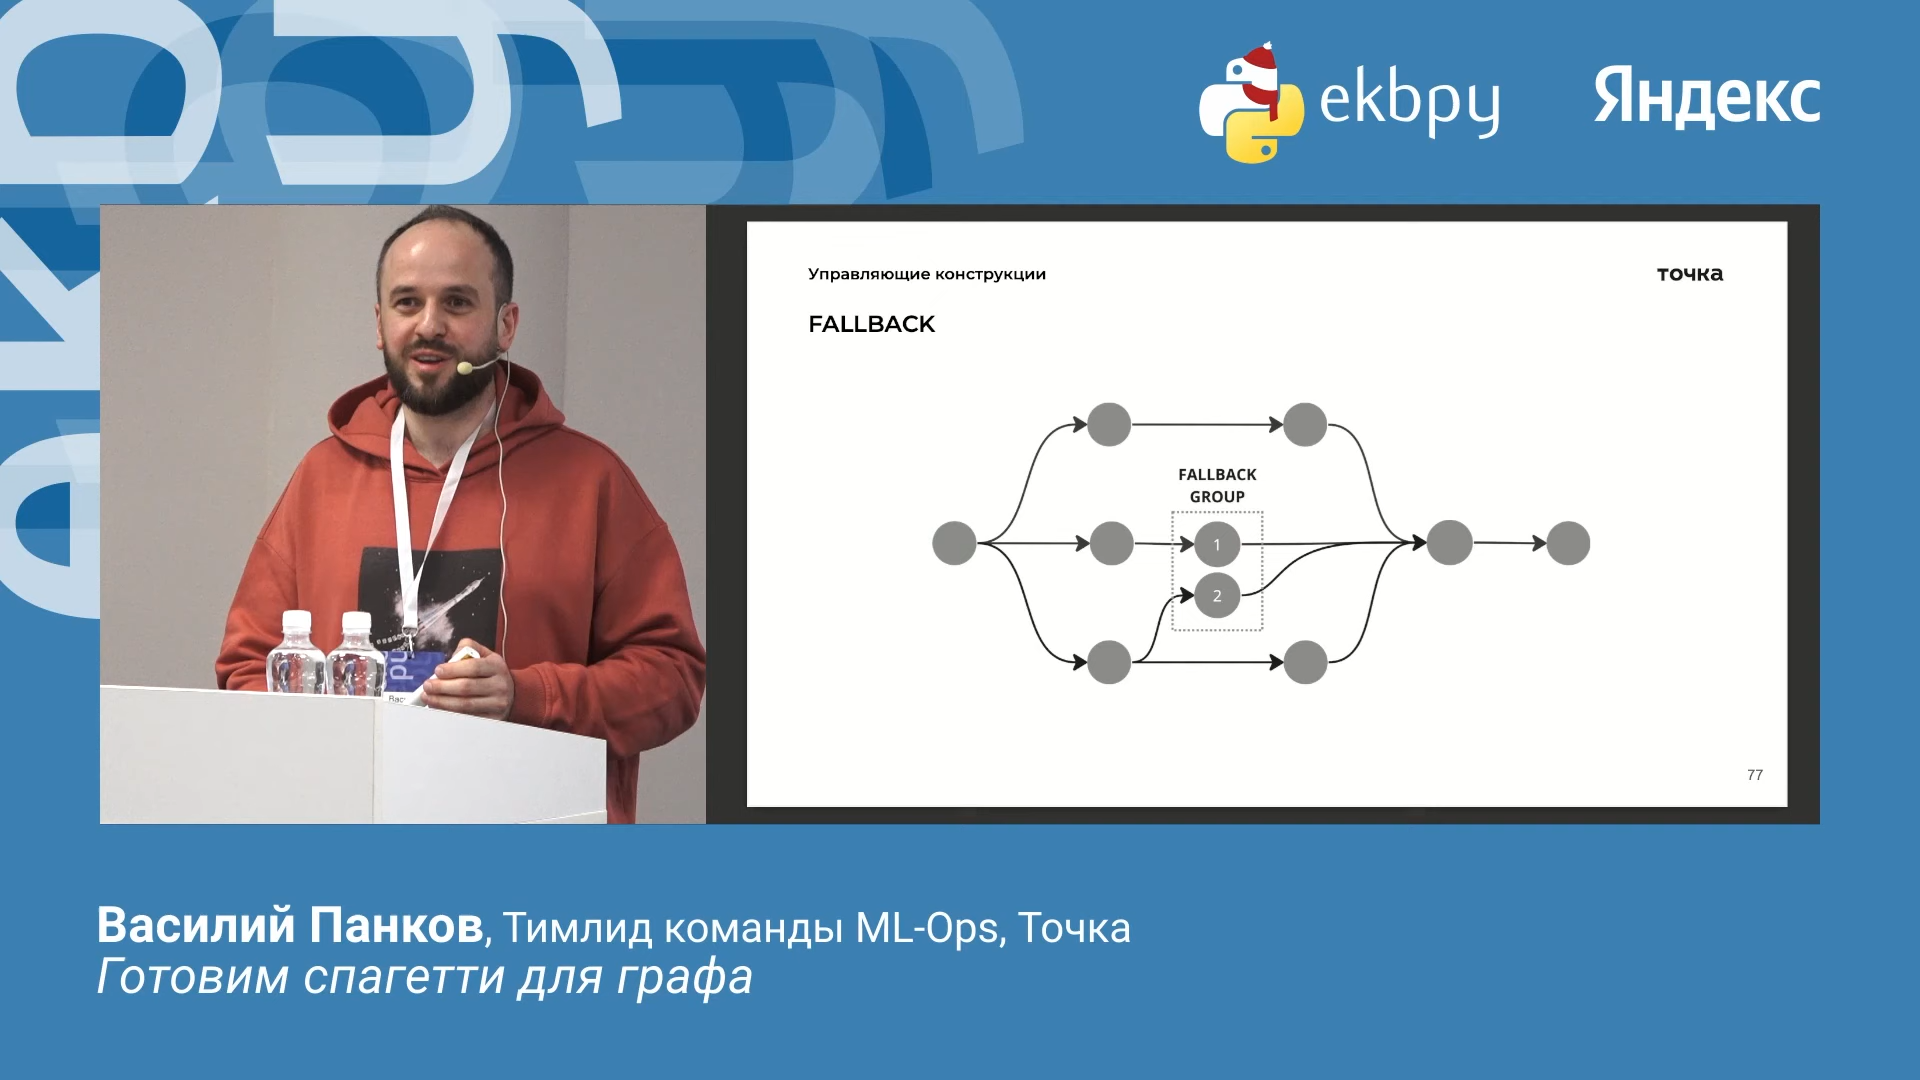 ekbpy
Яндекс
Управляющие конструкции
точка
FALLBACK
FALLBACK
GROUP
1
2
77
Василий Панков, Тимлид команды ML-Ops, Точка
Готовим спагетти для графа